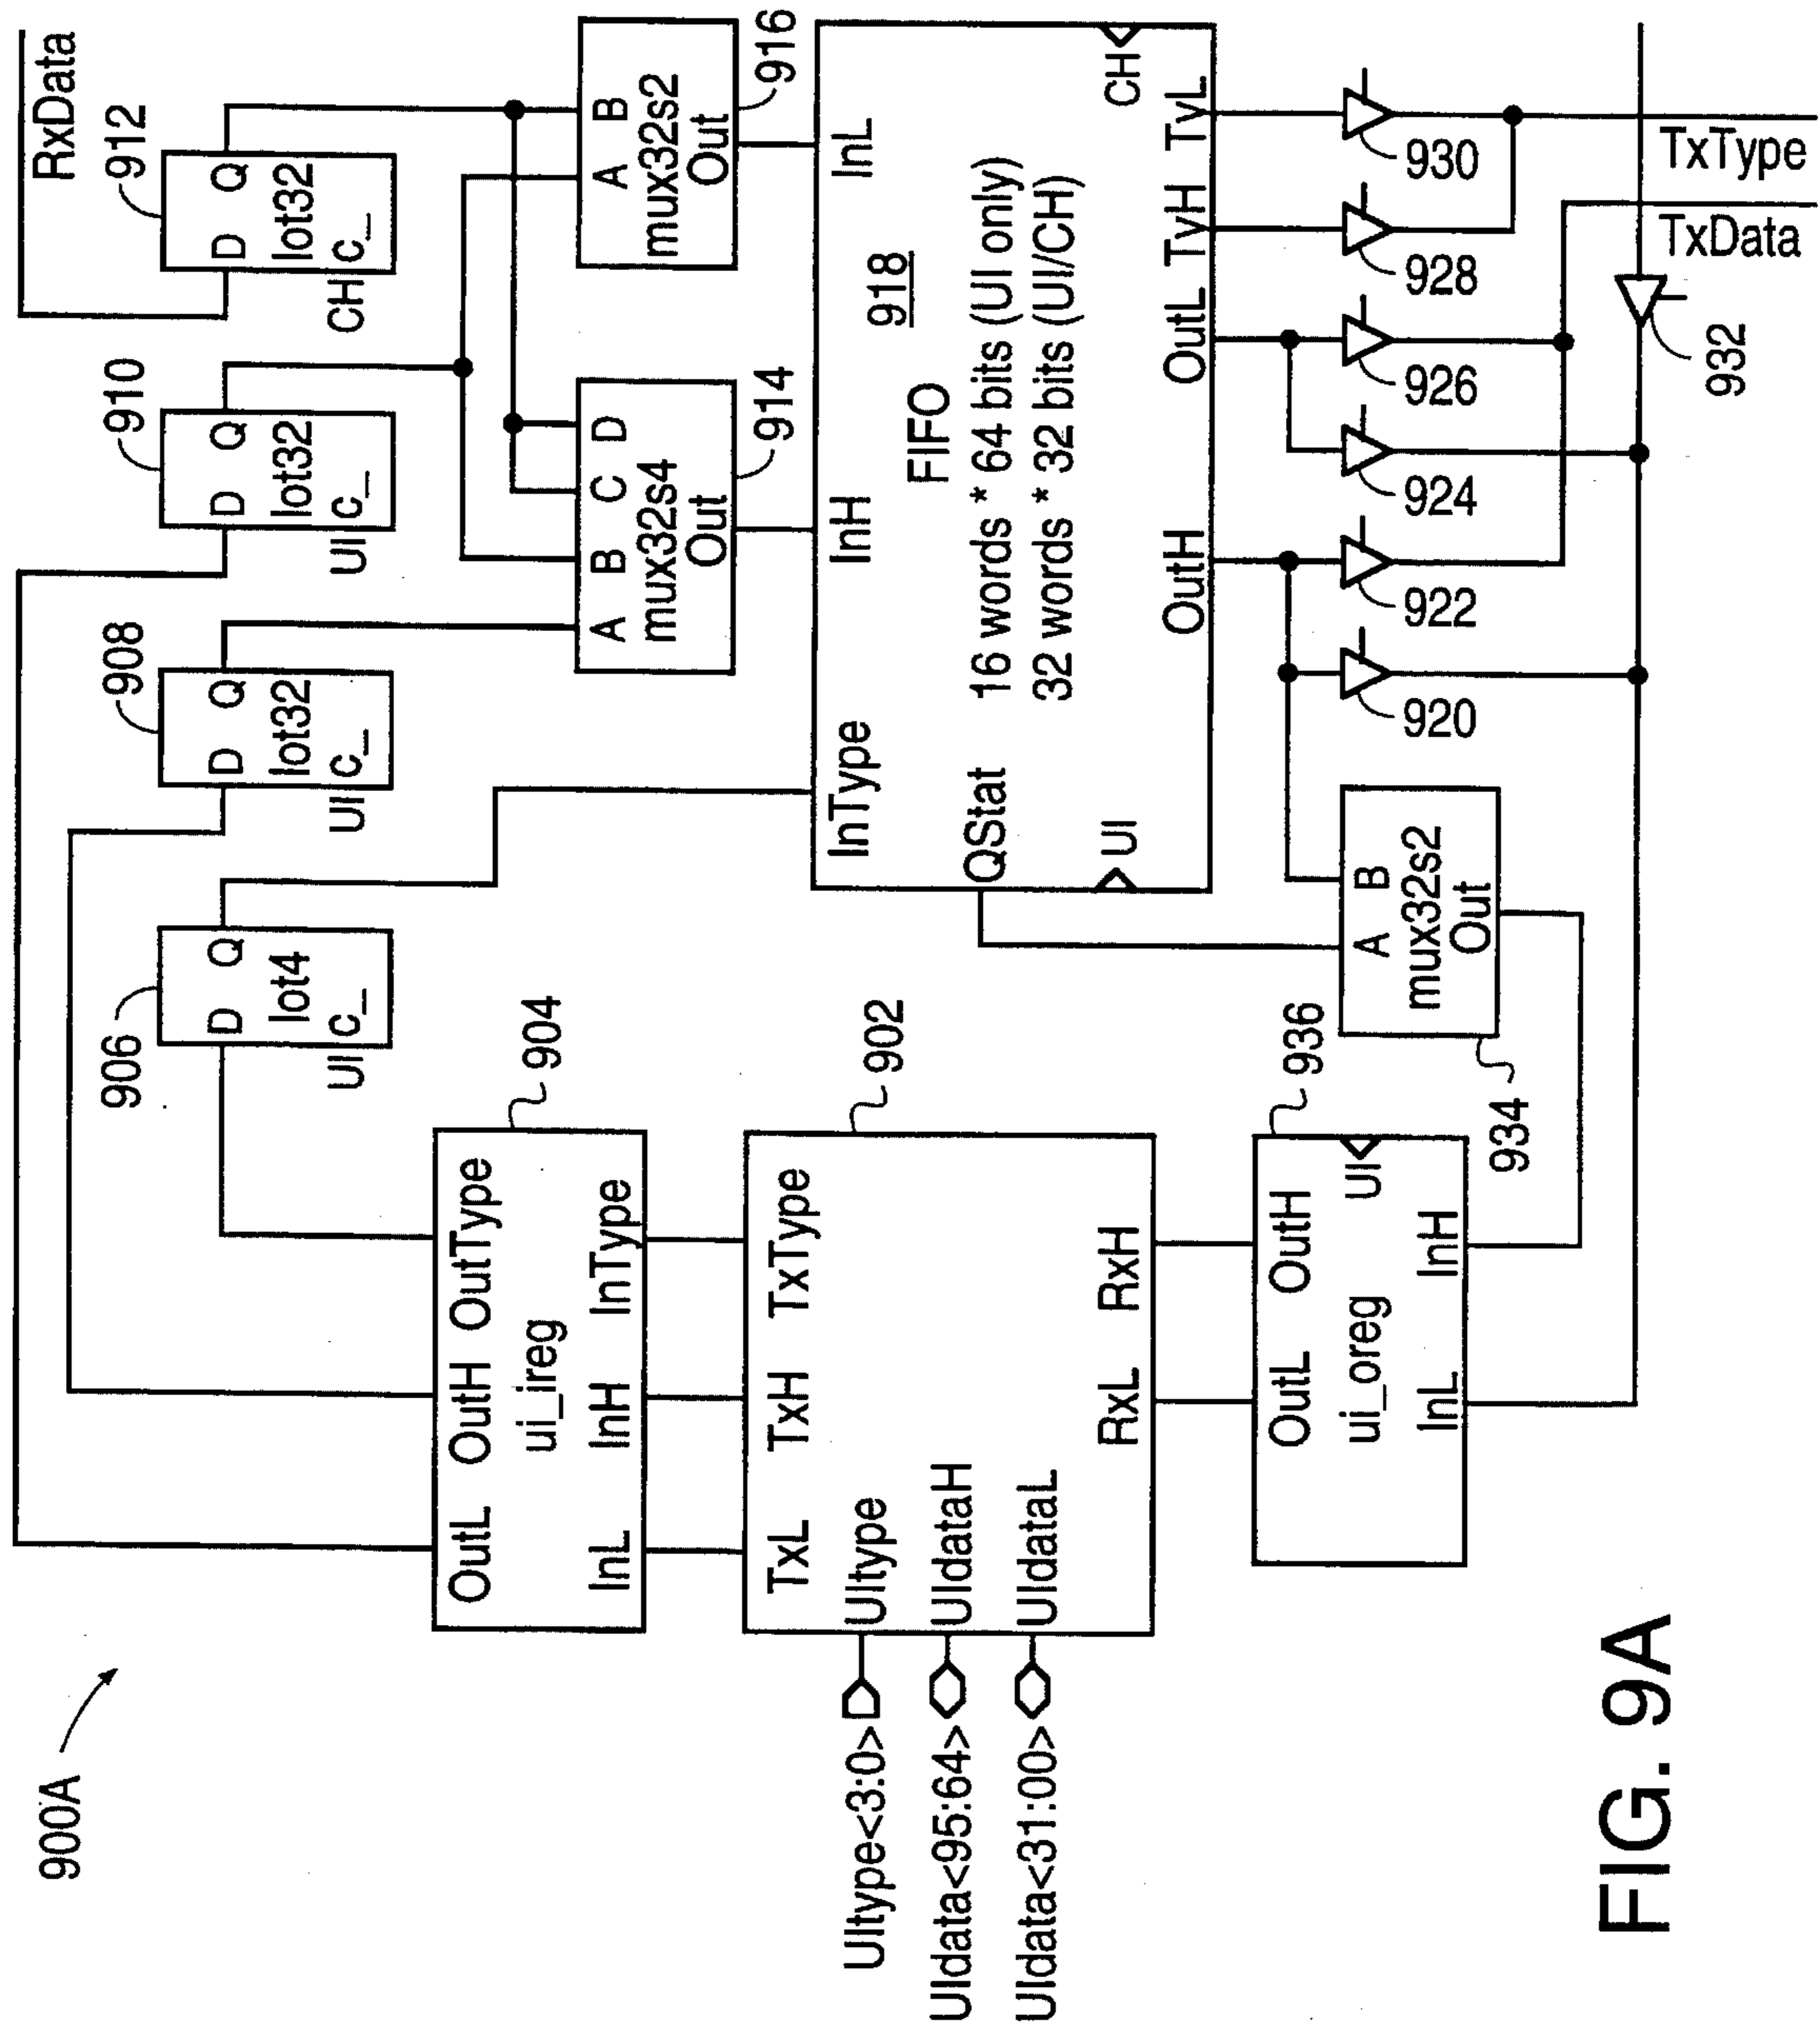 900A
UItype<3:0>
UIdata<95:64>
UIdata<31:00>
UItype
UIdataH
UIdataL
TxL TxH TxType
RxL RxH
902
OutL OutH OutType
ui_ireg
InL InH InType
904
OutL OutH
ui_oreg
UI
InL InH
936
906
D Q
lot4
UI c_
908
D Q
lot32
UI c_
910
D Q
lot32
UI c_
912
D Q
lot32
CH c_
RxData
A B C D
mux32s4
Out
914
A B
mux32s2
Out
916
InType InH InL
FIFO 918
QStat 16 words * 64 bits (UI only)
32 words * 32 bits (UI/CH)
UI CH
OutH OutL TyH TyL
A B
mux32s2
Out
934
920
922
924
926
928
930
932
TxType
TxData
FIG. 9A